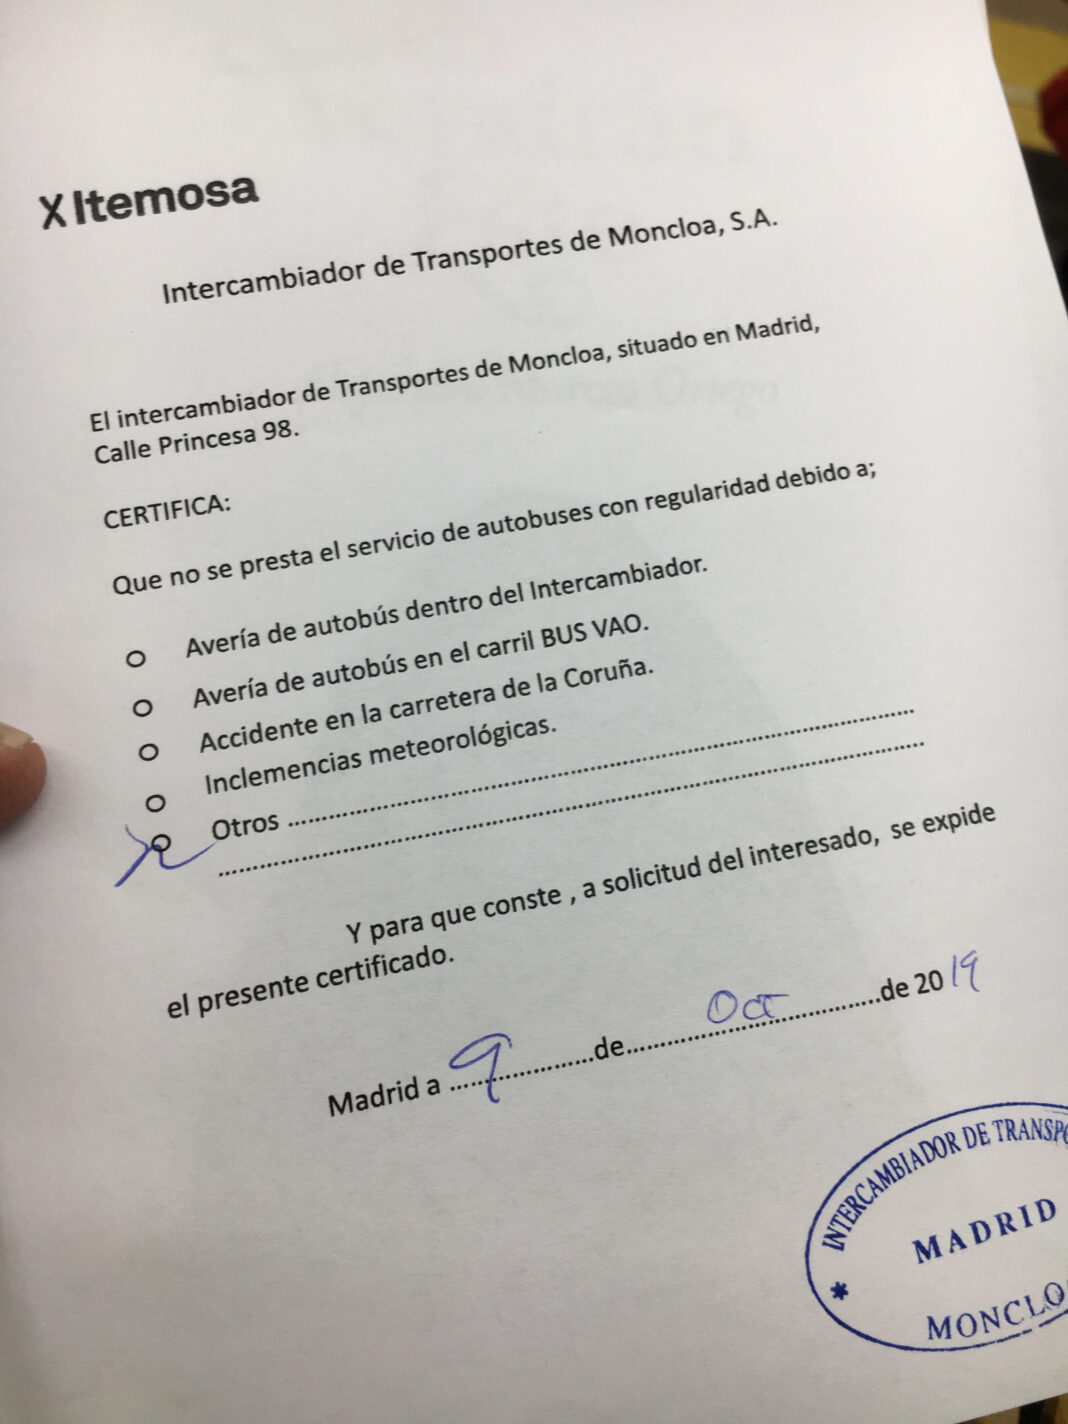 Itemosa
Intercambiador de Transportes de Moncloa, S.A.
El intercambiador de Transportes de Moncloa, situado en Madrid,
Calle Princesa 98.
CERTIFICA:
Que no se presta el servicio de autobuses con regularidad debido a;
Avería de autobús dentro del Intercambiador.
Avería de autobús en el carril BUS VAO.
Accidente en la carretera de la Coruña.
Inclemencias meteorológicas.
Otros ..........................................................................................
..........................................................................................
Y para que conste , a solicitud del interesado, se expide
el presente certificado.
Madrid a ....9.................de.........Oct.................de 2019
INTERCAMBIADOR DE TRANSPO
MADRID
MONCLO